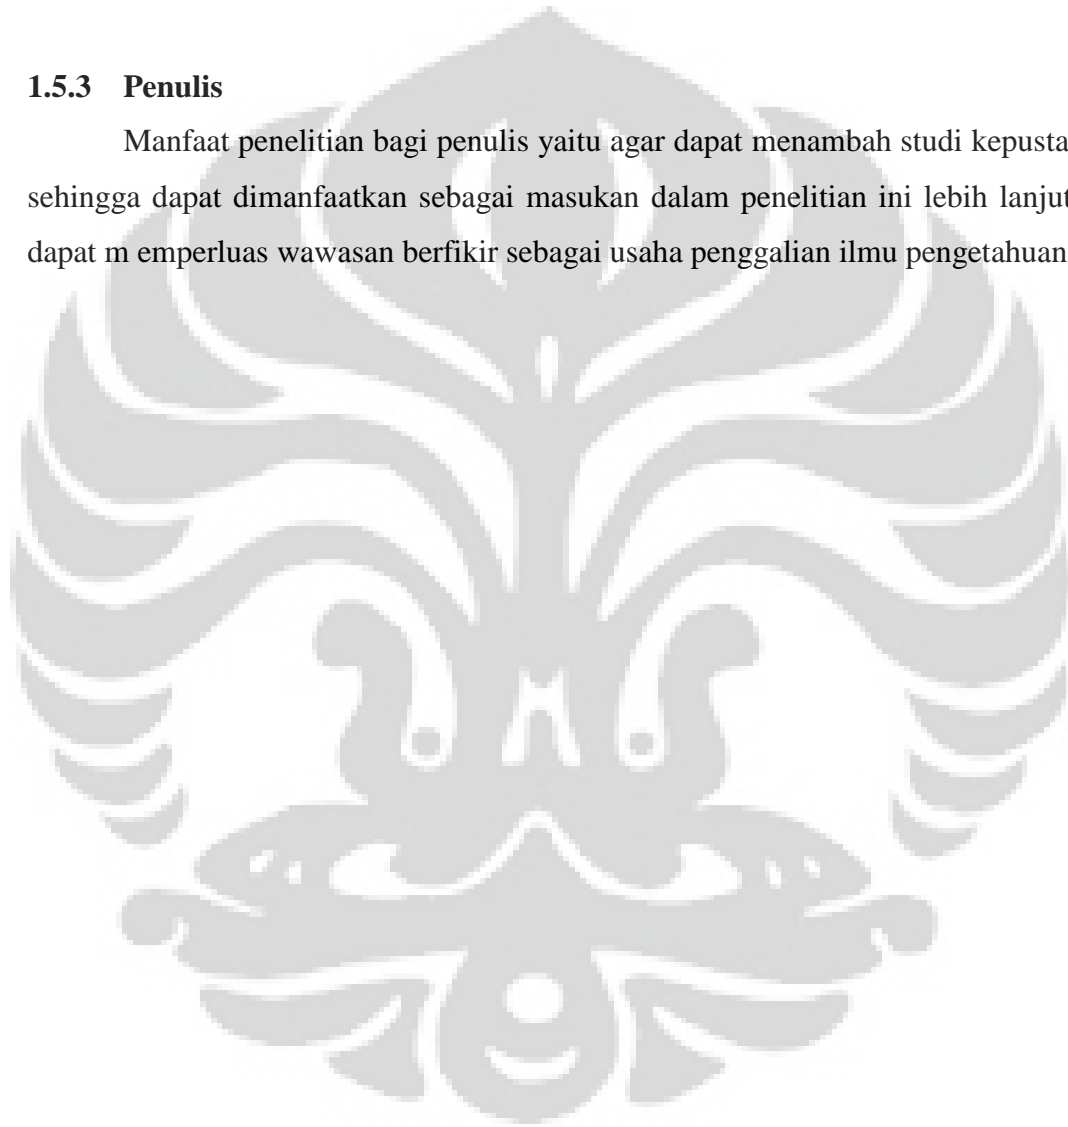 1.5.3 Penulis
Manfaat penelitian bagi penulis yaitu agar dapat menambah studi kepusta
sehingga dapat dimanfaatkan sebagai masukan dalam penelitian ini lebih lanjut
dapat m emperluas wawasan berfikir sebagai usaha penggalian ilmu pengetahuan